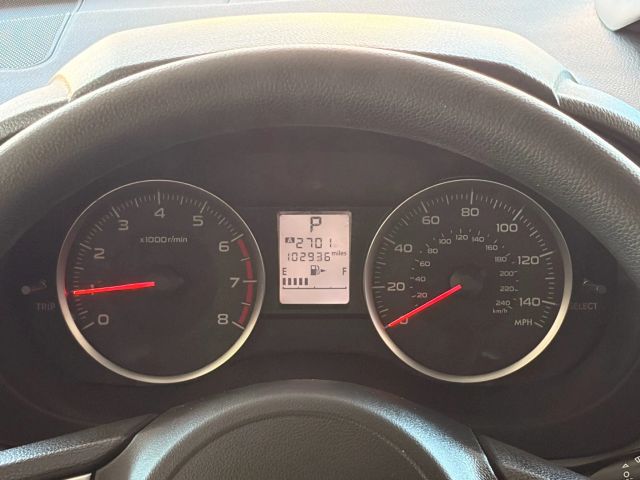 P
A 270.1
102936 miles
E F
0 1 2 3 4 5 6 7 8
x1000r/min
TRIP
0 20 40 60 80 100 120 140
MPH
20 40 60 80 100 120 140 160 180 200 220 240
km/h
SELECT